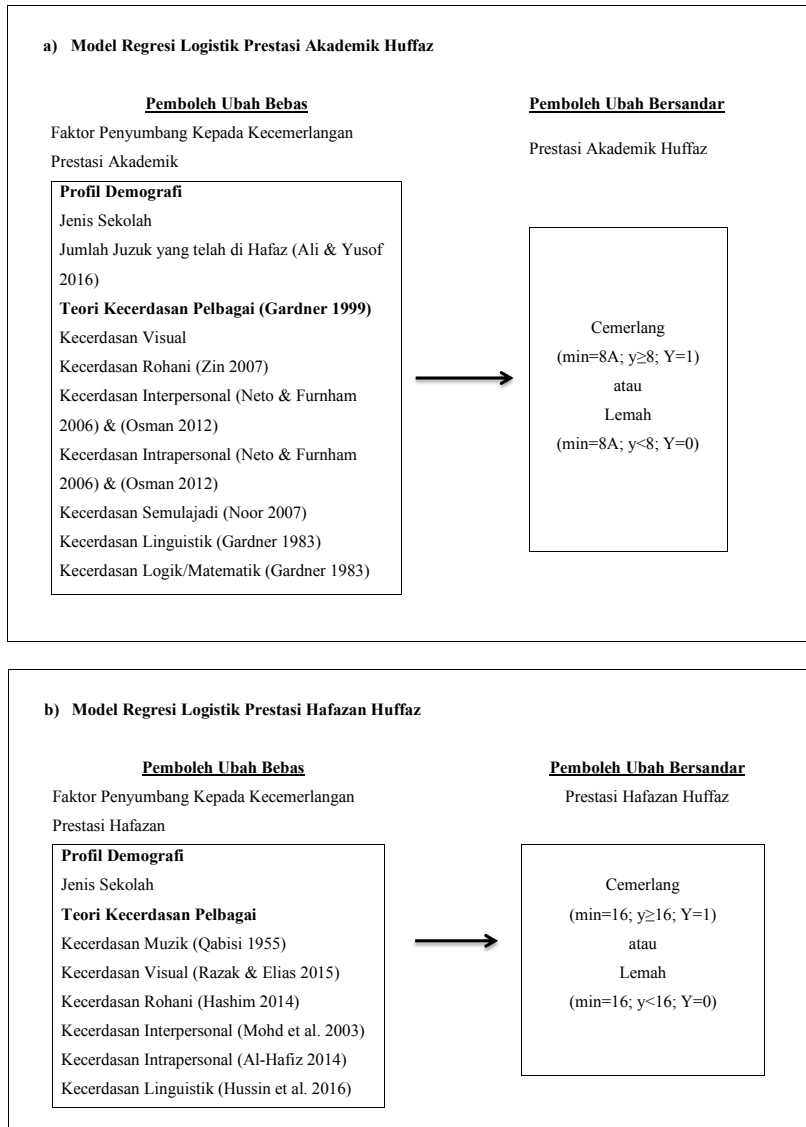 a) Model Regresi Logistik Prestasi Akademik Huffaz
Pemboleh Ubah Bebas
Faktor Penyumbang Kepada Kecemerlangan
Prestasi Akademik
Profil Demografi
Jenis Sekolah
Jumlah Juzuk yang telah di Hafaz (Ali & Yusof
2016)
Teori Kecerdasan Pelbagai (Gardner 1999)
Kecerdasan Visual
Kecerdasan Rohani (Zin 2007)
Kecerdasan Interpersonal (Neto & Furnham
2006) & (Osman 2012)
Kecerdasan Intrapersonal (Neto & Furnham
2006) & (Osman 2012)
Kecerdasan Semulajadi (Noor 2007)
Kecerdasan Linguistik (Gardner 1983)
Kecerdasan Logik/Matematik (Gardner 1983)
Pemboleh Ubah Bersandar
Prestasi Akademik Huffaz
Cemerlang
(min=8A; y≥8; Y=1)
atau
Lemah
(min=8A; y<8; Y=0)
b) Model Regresi Logistik Prestasi Hafazan Huffaz
Pemboleh Ubah Bebas
Faktor Penyumbang Kepada Kecemerlangan
Prestasi Hafazan
Profil Demografi
Jenis Sekolah
Teori Kecerdasan Pelbagai
Kecerdasan Muzik (Qabisi 1955)
Kecerdasan Visual (Razak & Elias 2015)
Kecerdasan Rohani (Hashim 2014)
Kecerdasan Interpersonal (Mohd et al. 2003)
Kecerdasan Intrapersonal (Al-Hafiz 2014)
Kecerdasan Linguistik (Hussin et al. 2016)
Pemboleh Ubah Bersandar
Prestasi Hafazan Huffaz
Cemerlang
(min=16; y≥16; Y=1)
atau
Lemah
(min=16; y<16; Y=0)